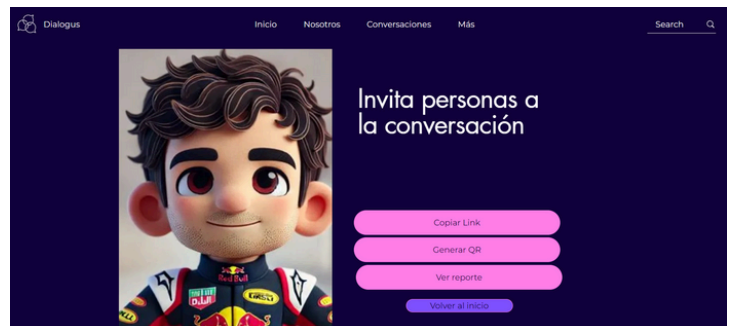 Dialogus
Inicio
Nosotros
Conversaciones
Más
Search
Invita personas a
la conversación
Copiar Link
Generar QR
Ver reporte
Volver al inicio
Red Bull